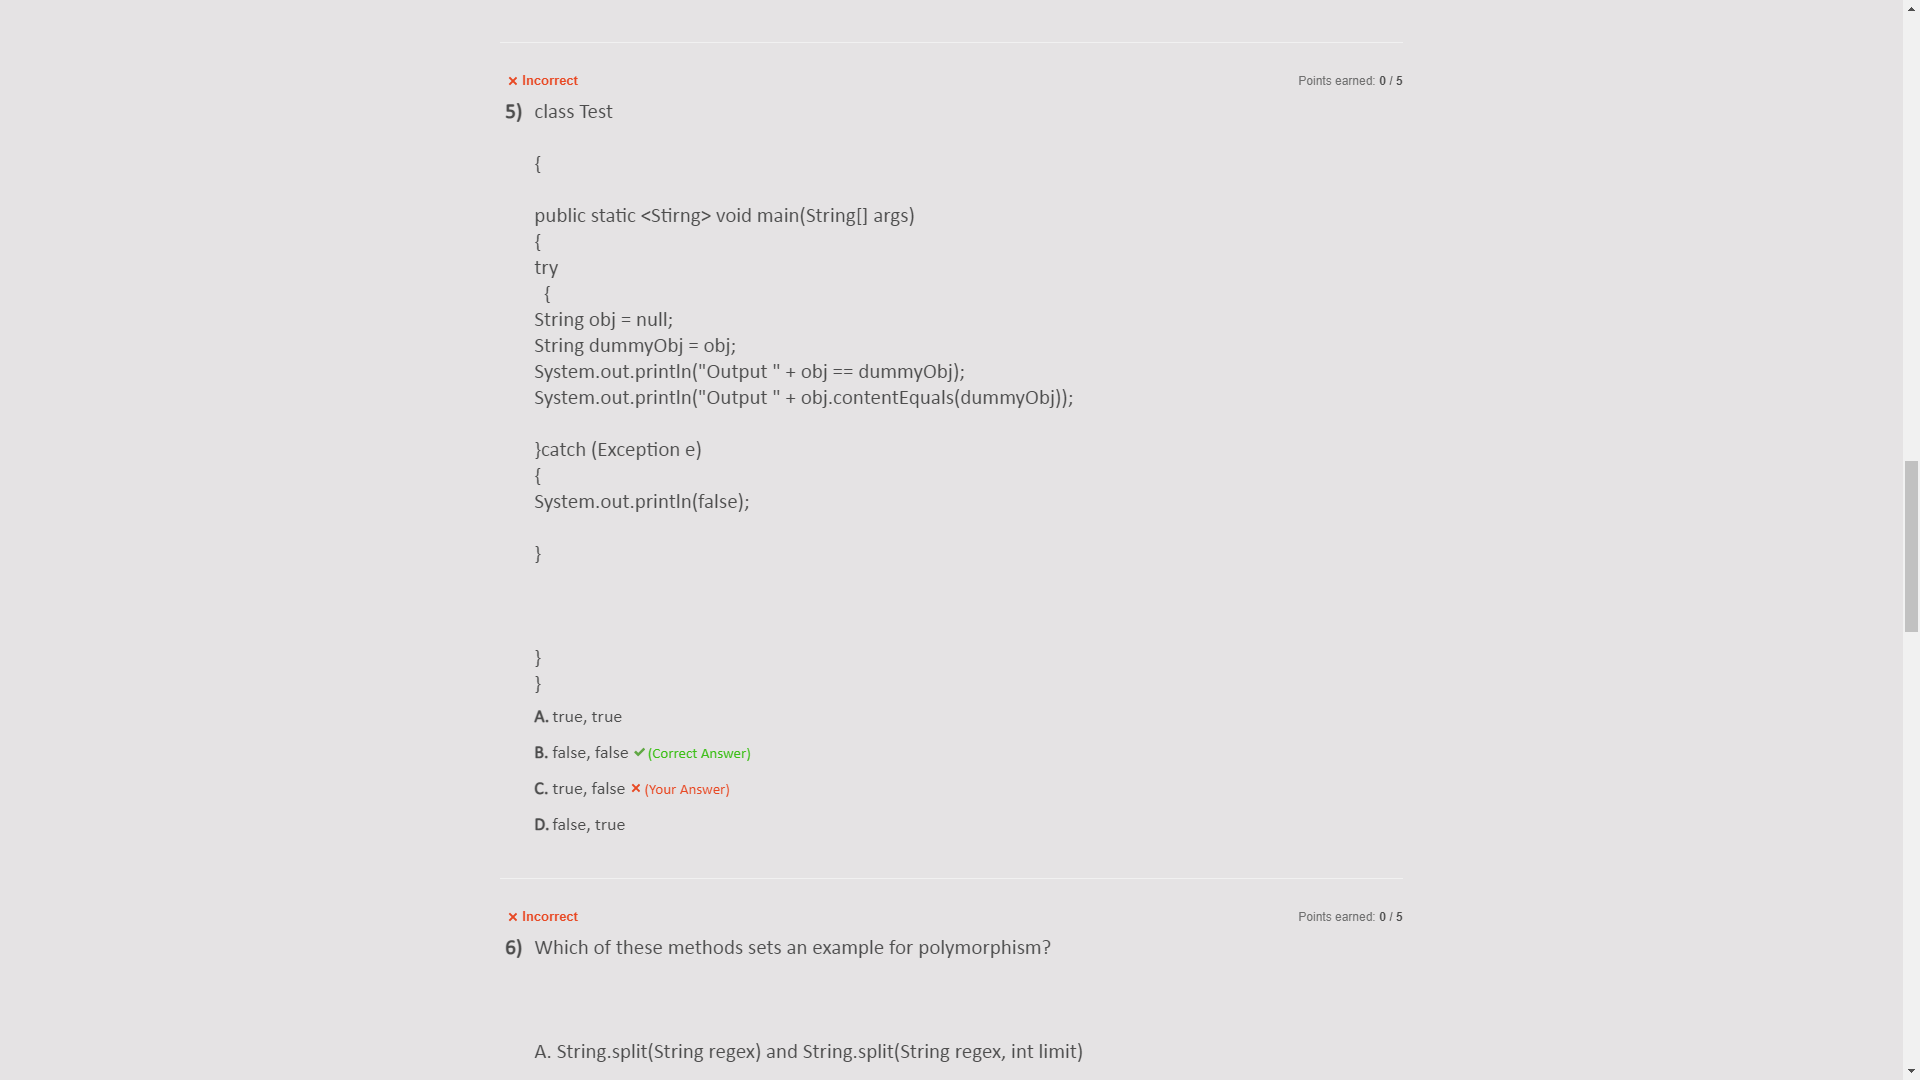 ✕ Incorrect
Points earned: 0 / 5
5) class Test
{
public static <Stirng> void main(String[] args)
{
try
{
String obj = null;
String dummyObj = obj;
System.out.println("Output " + obj == dummyObj);
System.out.println("Output " + obj.contentEquals(dummyObj));
}catch (Exception e)
{
System.out.println(false);
}
}
}
A. true, true
B. false, false ✔ (Correct Answer)
C. true, false ✕ (Your Answer)
D. false, true
✕ Incorrect
Points earned: 0 / 5
6) Which of these methods sets an example for polymorphism?
A. String.split(String regex) and String.split(String regex, int limit)